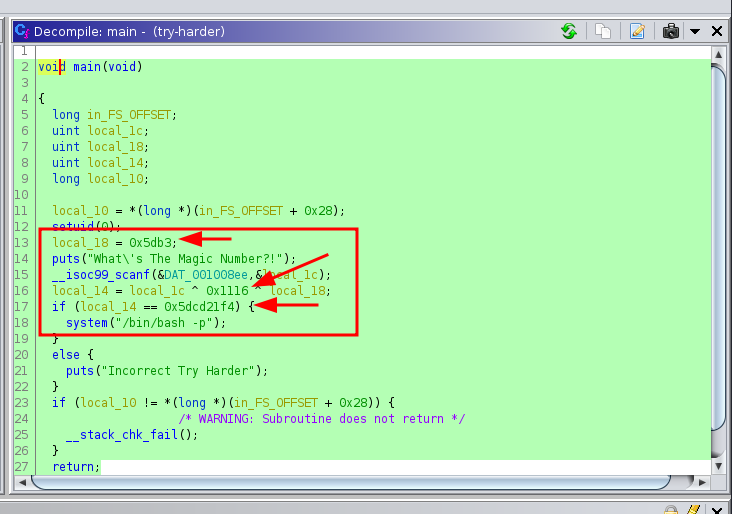 Decompile: main - (try-harder)
1
2 void main(void)
3
4 {
5 long in_FS_OFFSET;
6 uint local_1c;
7 uint local_18;
8 uint local_14;
9 long local_10;
10
11 local_10 = *(long *)(in_FS_OFFSET + 0x28);
12 setuid(0);
13 local_18 = 0x5db3;
14 puts("What\'s The Magic Number?!");
15 __isoc99_scanf(&DAT_001008ee,&local_1c);
16 local_14 = local_1c ^ 0x1116 ^ local_18;
17 if (local_14 == 0x5dcd21f4) {
18 system("/bin/bash -p");
19 }
20 else {
21 puts("Incorrect Try Harder");
22 }
23 if (local_10 != *(long *)(in_FS_OFFSET + 0x28)) {
24 /* WARNING: Subroutine does not return */
25 __stack_chk_fail();
26 }
27 return;